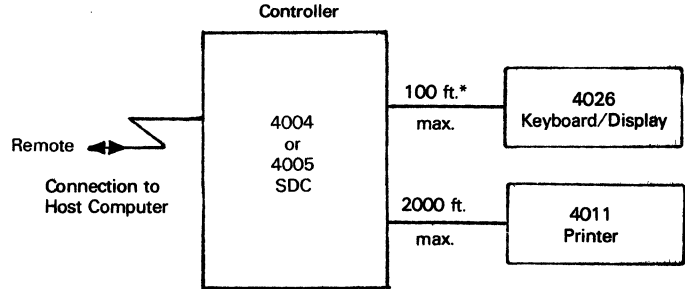 Controller
Remote
Connection to
Host Computer
4004
or
4005
SDC
100 ft.*
max.
4026
Keyboard/Display
2000 ft.
max.
4011
Printer